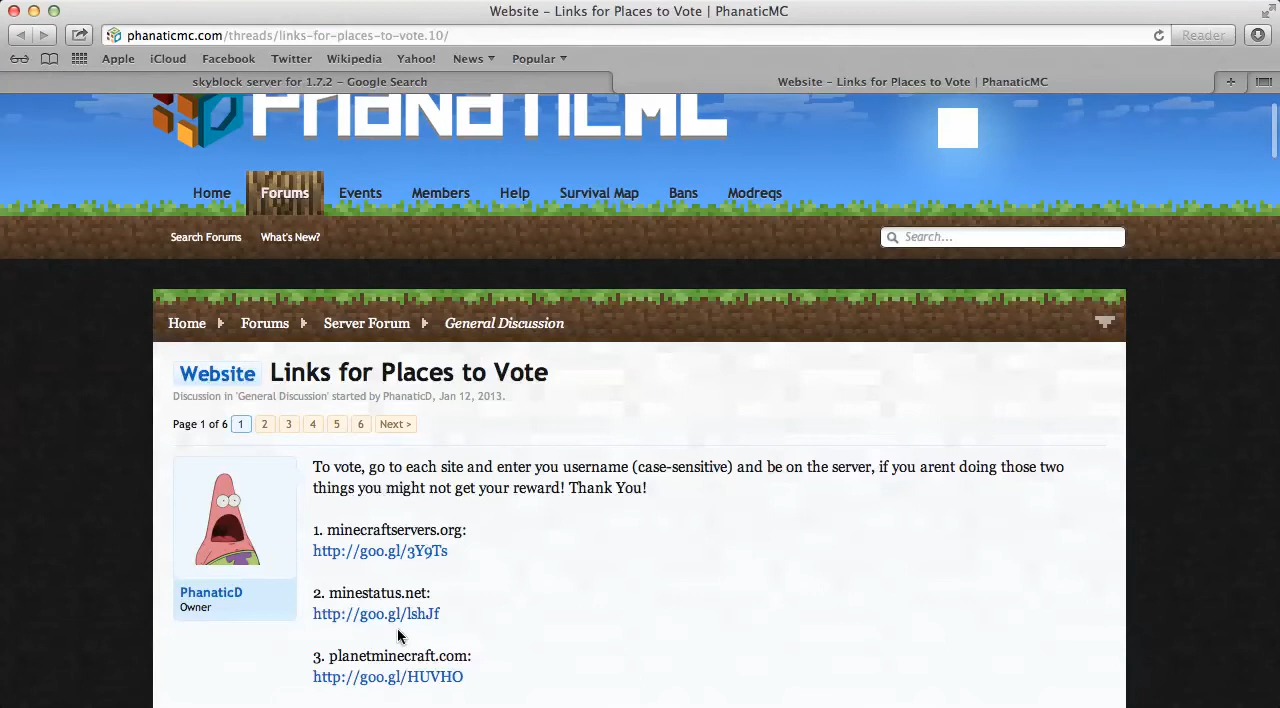 Website – Links for Places to Vote | PhanaticMC
phanaticmc.com/threads/links-for-places-to-vote.10/
Reader
Apple iCloud Facebook Twitter Wikipedia Yahoo! News Popular
skyblock server for 1.7.2 – Google Search
Website – Links for Places to Vote | PhanaticMC
PHANATICMC
Home Forums Events Members Help Survival Map Bans Modreqs
Search Forums What's New?
Search...
Home Forums Server Forum General Discussion
Website Links for Places to Vote
Discussion in 'General Discussion' started by PhanaticD, Jan 12, 2013.
Page 1 of 6 1 2 3 4 5 6 Next >
To vote, go to each site and enter you username (case-sensitive) and be on the server, if you arent doing those two
things you might not get your reward! Thank You!
1. minecraftservers.org:
http://goo.gl/3Y9Ts
2. minestatus.net:
http://goo.gl/lshJf
3. planetminecraft.com:
http://goo.gl/HUVHO
PhanaticD
Owner